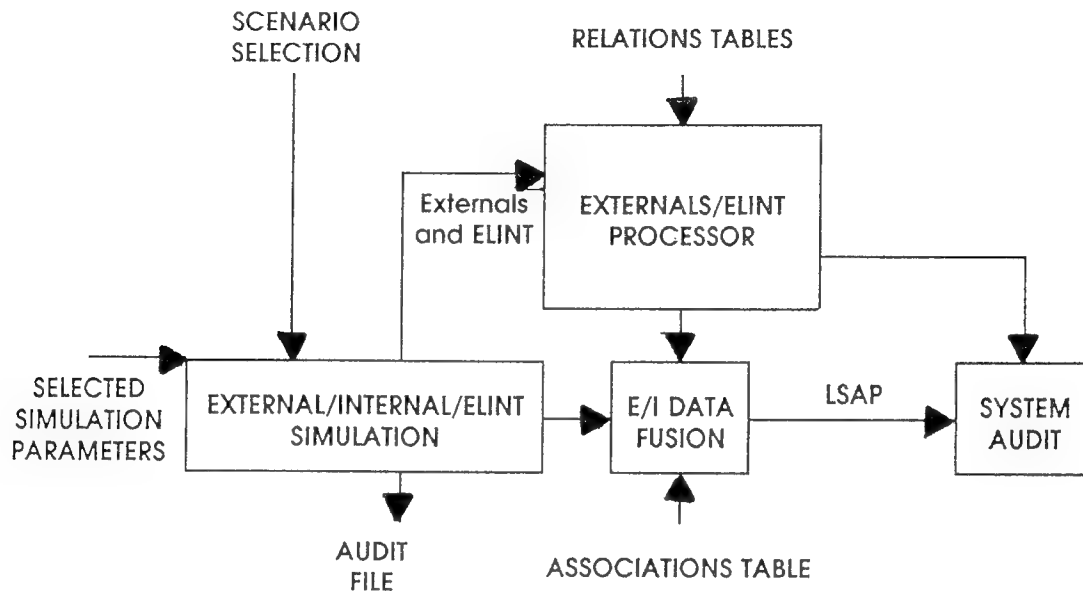 SCENARIO
SELECTION
RELATIONS TABLES
Externals
and ELINT
EXTERNALS/ELINT
PROCESSOR
SELECTED
SIMULATION
PARAMETERS
EXTERNAL/INTERNAL/ELINT
SIMULATION
E/I DATA
FUSION
LSAP
SYSTEM
AUDIT
AUDIT
FILE
ASSOCIATIONS TABLE